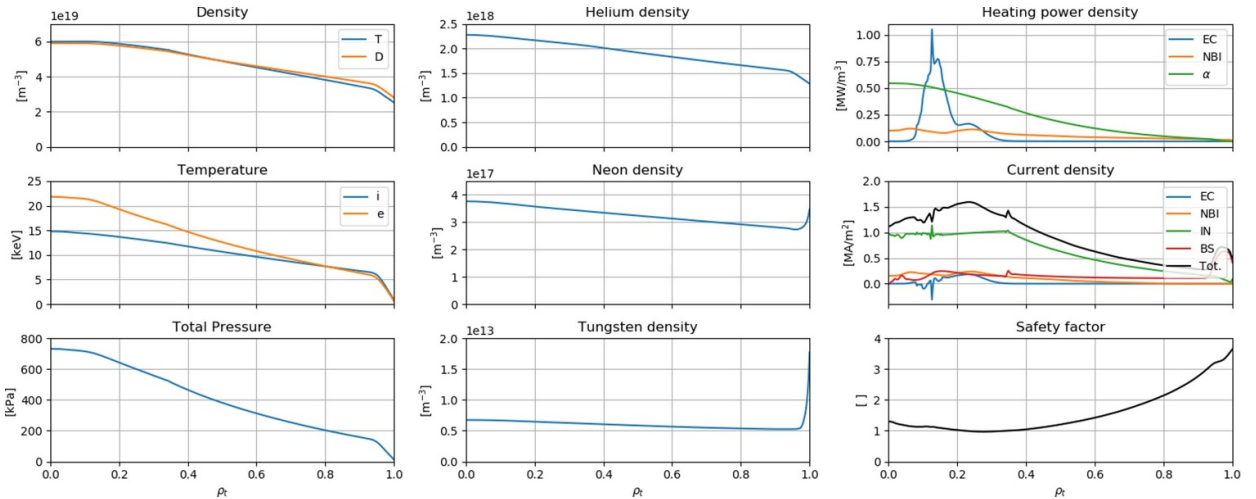 Density
1e19
[m⁻³]
6
4
2
0
T
D
Helium density
1e18
[m⁻³]
2.5
2.0
1.5
1.0
0.5
0.0
Heating power density
[MW/m³]
1.00
0.75
0.50
0.25
0.00
EC
NBI
α
Temperature
[keV]
25
20
15
10
5
0
i
e
Neon density
1e17
[m⁻³]
4.0
3.0
2.0
1.0
0.0
Current density
[MA/m²]
2.0
1.5
1.0
0.5
0.0
EC
NBI
IN
BS
Tot.
Total Pressure
[kPa]
800
600
400
200
0
0.0 0.2 0.4 0.6 0.8 1.0
ρt
Tungsten density
1e13
[m⁻³]
2.0
1.5
1.0
0.5
0.0
0.0 0.2 0.4 0.6 0.8 1.0
ρt
Safety factor
[ ]
4
3
2
1
0
0.0 0.2 0.4 0.6 0.8 1.0
ρt